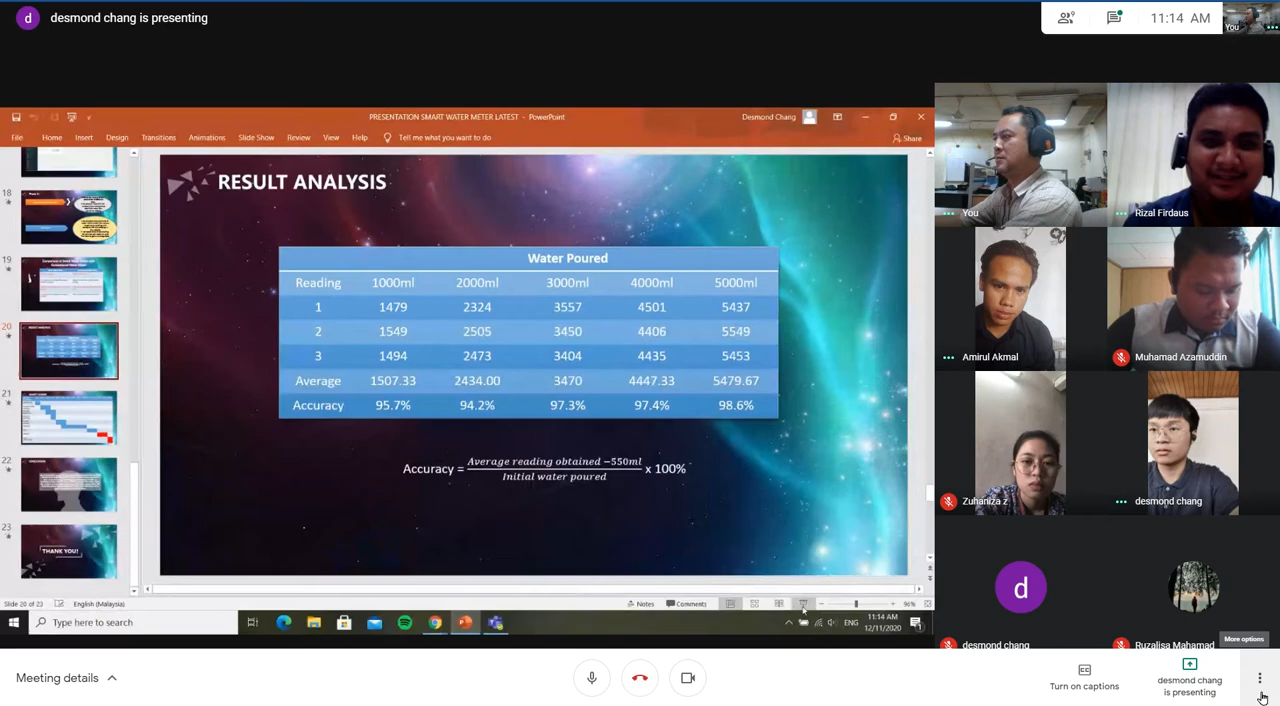 d desmond chang is presenting
9
11:14 AM
You
PRESENTATION SMART WATER METER LATEST - PowerPoint
Desmond Chang
File Home Insert Design Transitions Animations Slide Show Review View Help Tell me what you want to do
Share
RESULT ANALYSIS
Water Poured
Reading 1000ml 2000ml 3000ml 4000ml 5000ml
1 1479 2324 3557 4501 5437
2 1549 2505 3450 4406 5549
3 1494 2473 3404 4435 5453
Average 1507.33 2434.00 3470 4447.33 5479.67
Accuracy 95.7% 94.2% 97.3% 97.4% 98.6%
Accuracy = Average reading obtained -550ml x 100%
Initial water poured
18
19
20
RESULT ANALYSIS
21
22
23
THANK YOU!
Slide 20 of 23 English (Malaysia)
Notes Comments
96%
Type here to search
ENG
11:14 AM
12/11/2020
1
You
Rizal Firdaus
Amirul Akmal
Muhamad Azamuddin
Zuhaniza z
desmond chang
d
desmond chang
Ruzalisa Mahamad
More options
Meeting details
CC
Turn on captions
desmond chang
is presenting